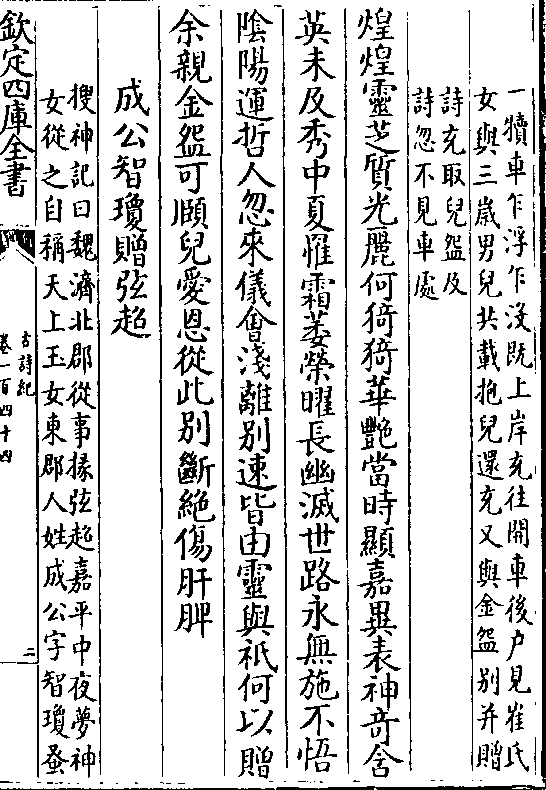 一犢車乍浮乍沒既上岸充往開車後户見崔氏
女與三歲男兒共載抱兒還充又與金盌别并贈
詩充取兒盌及
詩忽不見車處
煌煌靈芝質光麗何猗猗華艷當時顯嘉異表神竒含
英未及秀中夏罹霜萎榮曜長幽滅世路永無施不悟
隂陽運哲人忽來儀㑹淺離别速皆由靈與祇何以贈
余親金盌可頤兒愛恩從此别斷絶傷肝脾
成公智瓊贈弦超
搜神記曰魏濟北郡從事掾弦超嘉平中夜夢神
女從之自稱天上玉女東郡人姓成公字智瓊蚤
欽定四庫全書
古詩紀
卷一百四十四
二